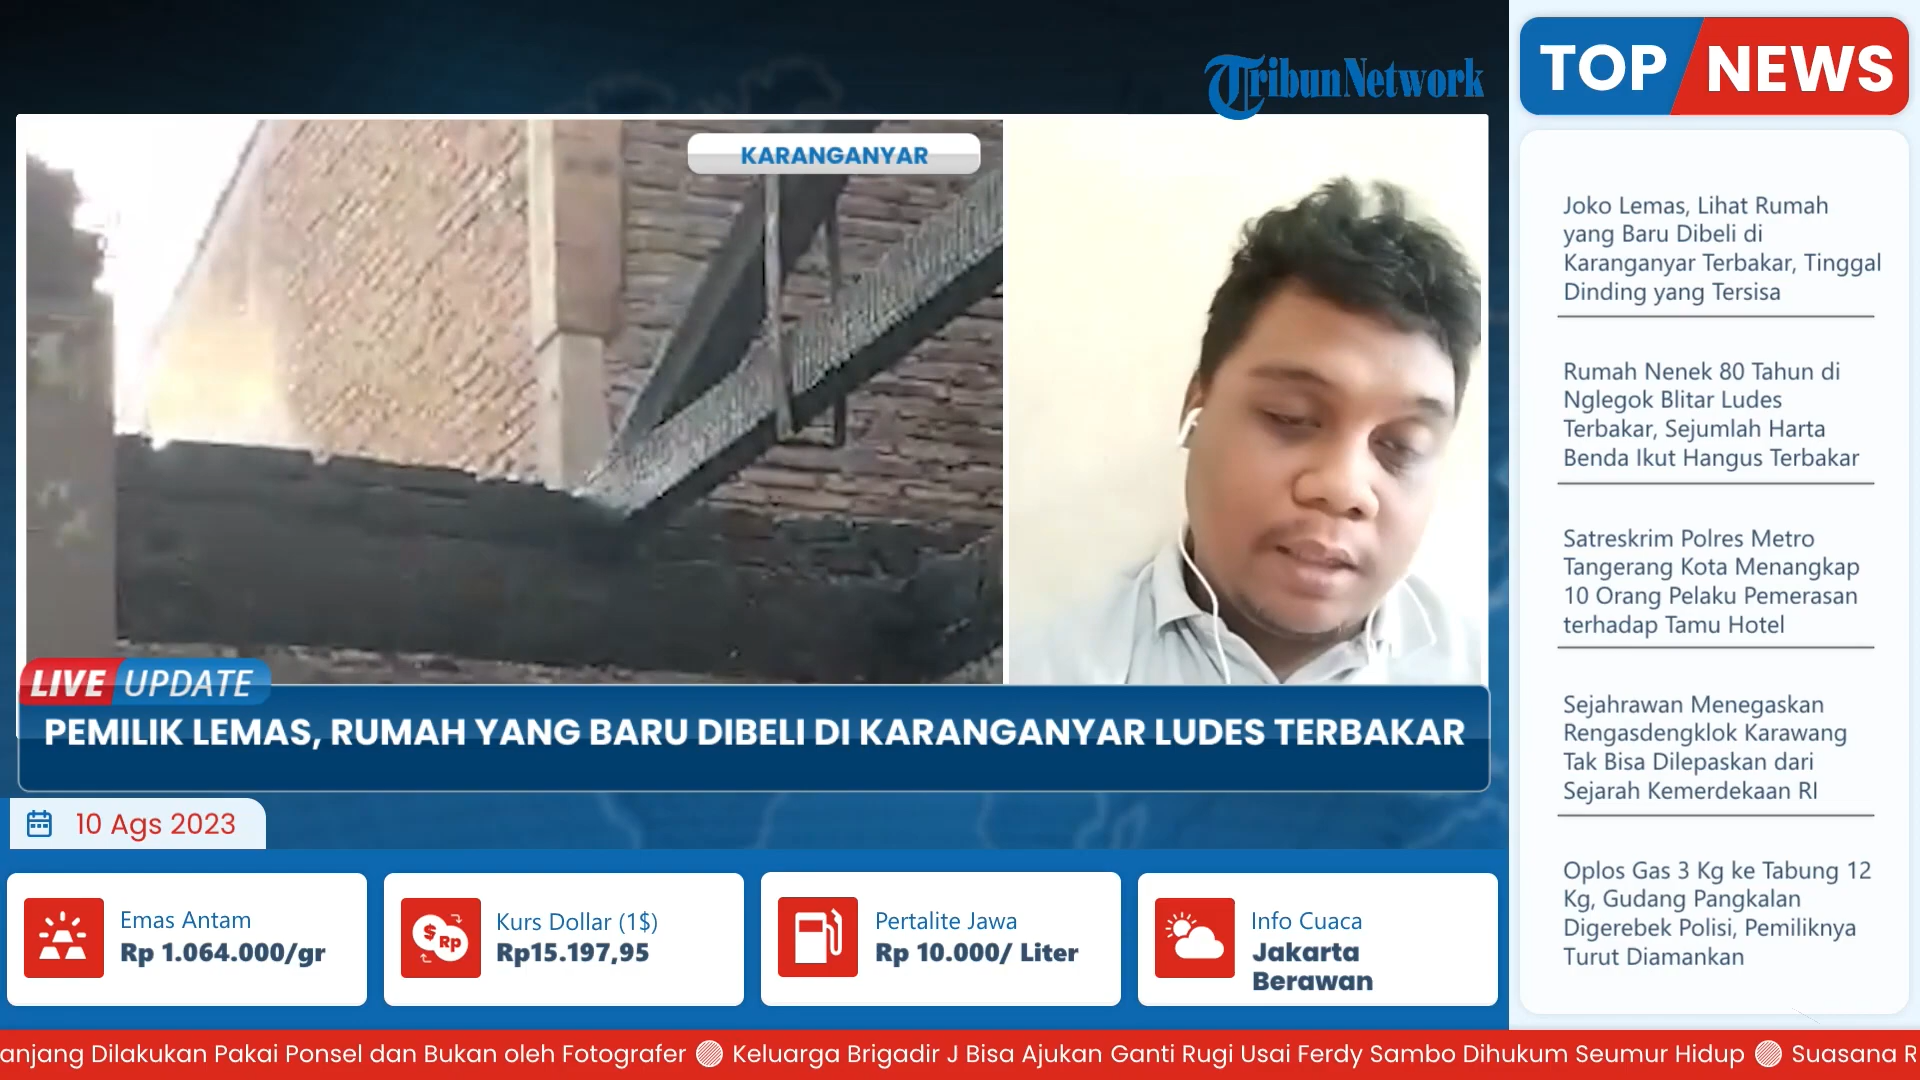 TribunNetwork
KARANGANYAR
LIVE UPDATE
PEMILIK LEMAS, RUMAH YANG BARU DIBELI DI KARANGANYAR LUDES TERBAKAR
10 Ags 2023
Emas Antam
Rp 1.064.000/gr
Kurs Dollar (1$)
Rp15.197,95
Pertalite Jawa
Rp 10.000/ Liter
Info Cuaca
Jakarta
Berawan
TOP NEWS
Joko Lemas, Lihat Rumah
yang Baru Dibeli di
Karanganyar Terbakar, Tinggal
Dinding yang Tersisa
Rumah Nenek 80 Tahun di
Nglegok Blitar Ludes
Terbakar, Sejumlah Harta
Benda Ikut Hangus Terbakar
Satreskrim Polres Metro
Tangerang Kota Menangkap
10 Orang Pelaku Pemerasan
terhadap Tamu Hotel
Sejahrawan Menegaskan
Rengasdengklok Karawang
Tak Bisa Dilepaskan dari
Sejarah Kemerdekaan RI
Oplos Gas 3 Kg ke Tabung 12
Kg, Gudang Pangkalan
Digerebek Polisi, Pemiliknya
Turut Diamankan
anjang Dilakukan Pakai Ponsel dan Bukan oleh Fotografer Keluarga Brigadir J Bisa Ajukan Ganti Rugi Usai Ferdy Sambo Dihukum Seumur Hidup Suasana R